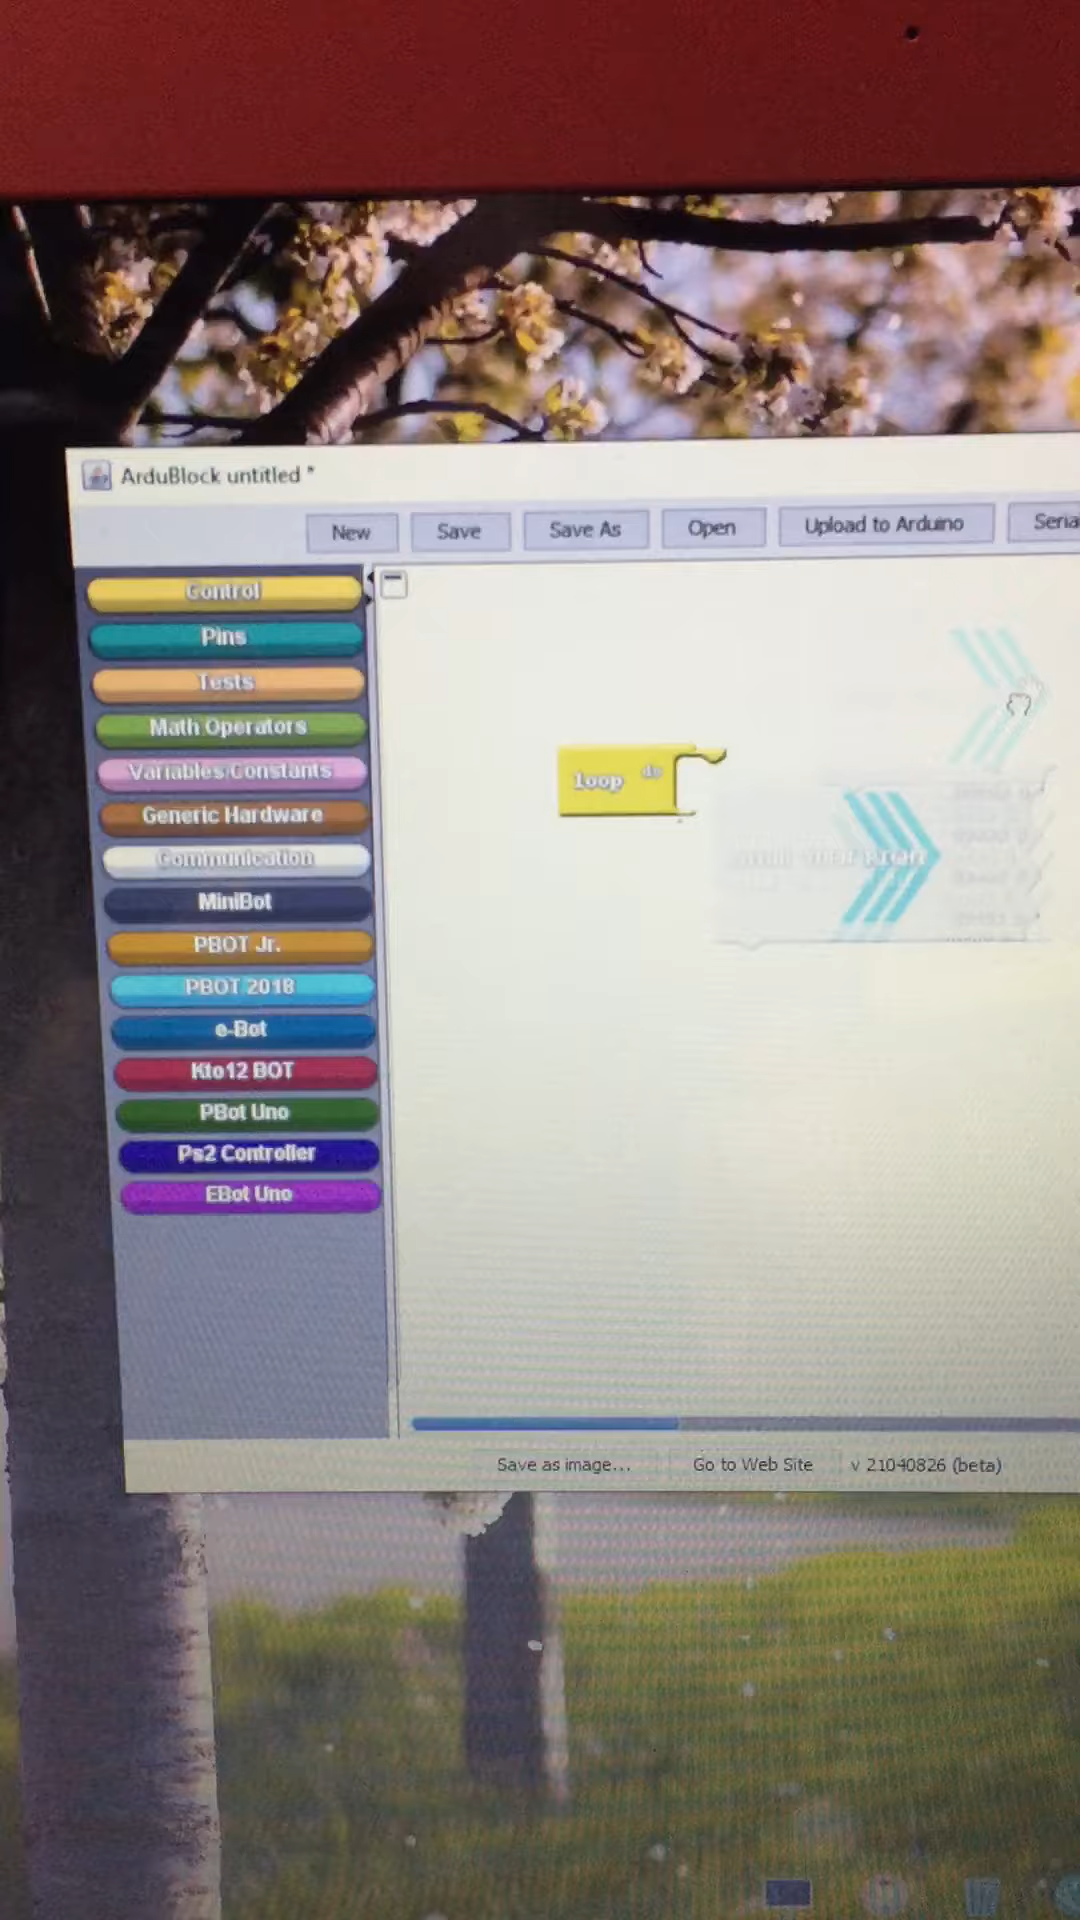 ArduBlock untitled *
New
Save
Save As
Open
Upload to Arduino
Seria
Control
Pins
Tests
Math Operators
Variables/Constants
Generic Hardware
Communication
MiniBot
PBOT Jr.
PBOT 2018
e-Bot
Kto12 BOT
PBot Uno
Ps2 Controller
EBot Uno
loop do
Save as image...
Go to Web Site
v 21040826 (beta)